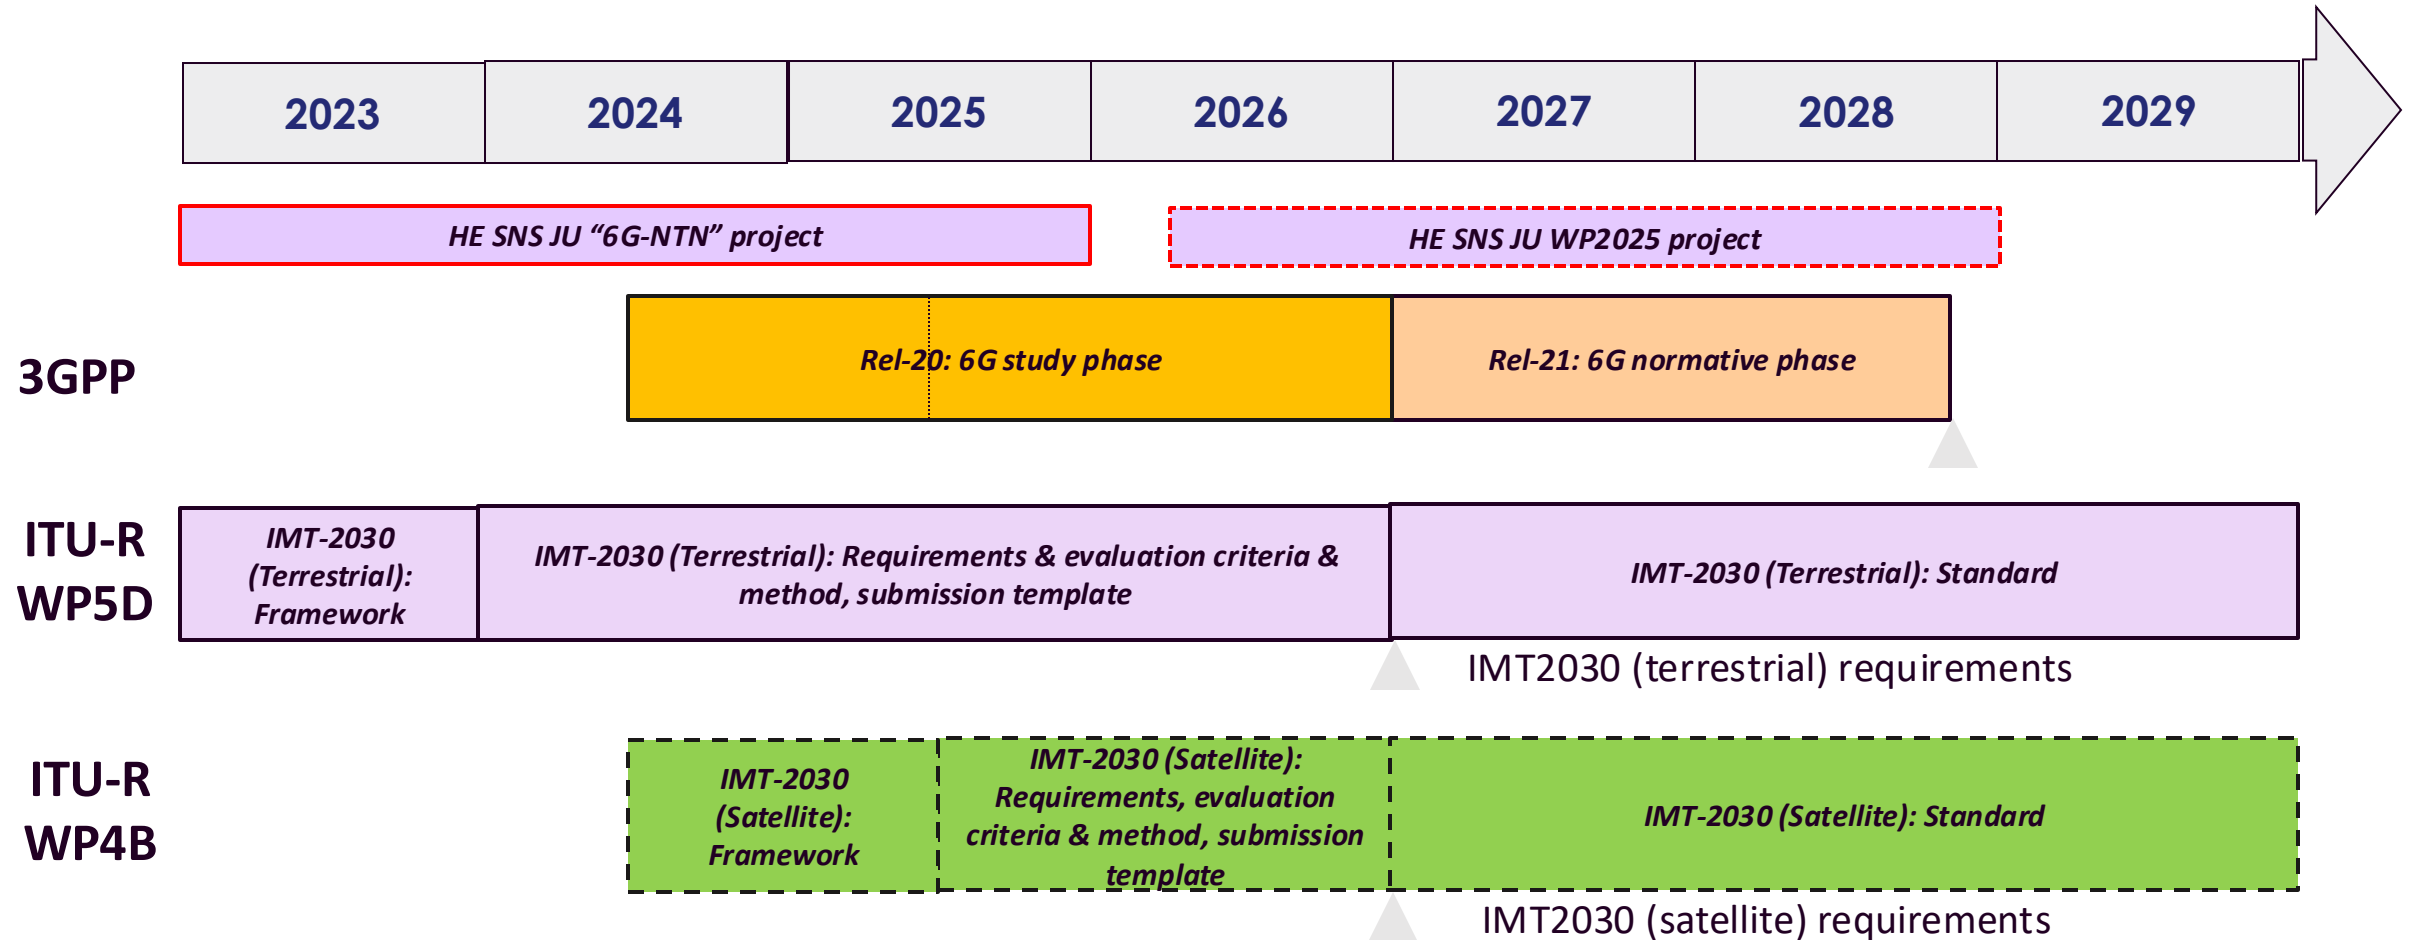 2023 2024 2025 2026 2027 2028 2029
HE SNS JU “6G-NTN” project
HE SNS JU WP2025 project
3GPP
Rel-20: 6G study phase
Rel-21: 6G normative phase
ITU-R
WP5D
IMT-2030
(Terrestrial):
Framework
IMT-2030 (Terrestrial): Requirements & evaluation criteria &
method, submission template
IMT-2030 (Terrestrial): Standard
IMT2030 (terrestrial) requirements
ITU-R
WP4B
IMT-2030
(Satellite):
Framework
IMT-2030 (Satellite):
Requirements, evaluation
criteria & method, submission
template
IMT-2030 (Satellite): Standard
IMT2030 (satellite) requirements